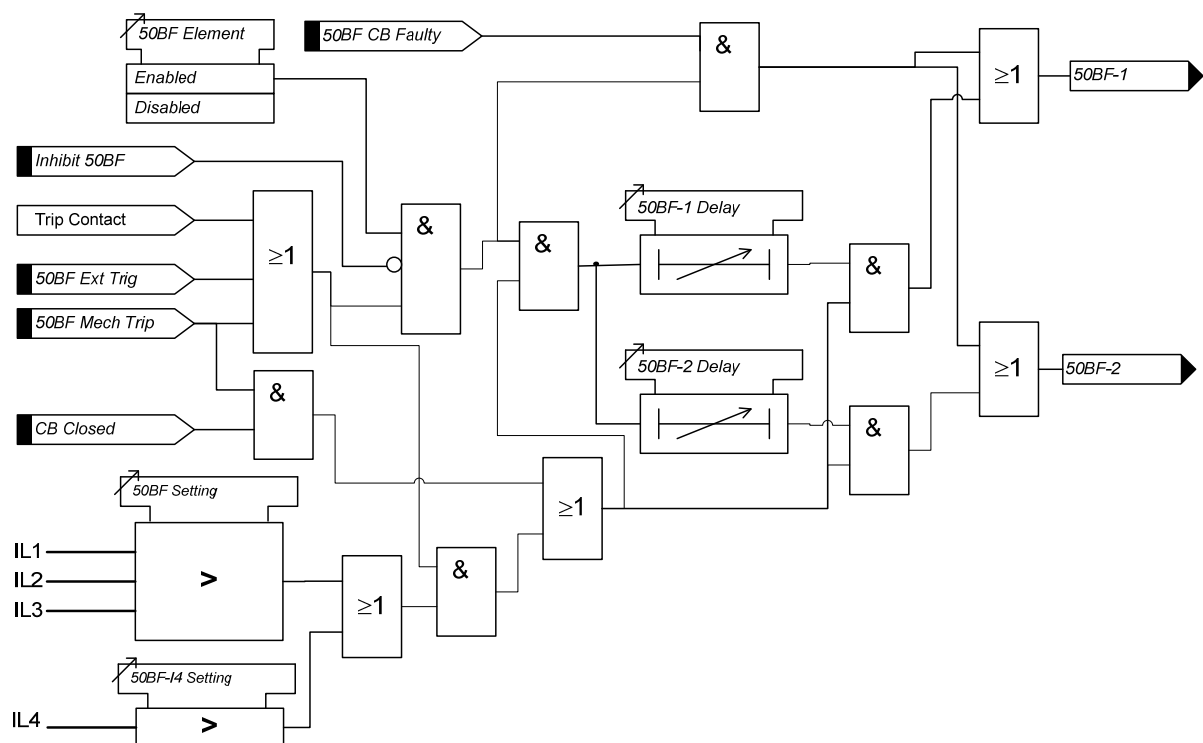 50BF Element
Enabled
Disabled
50BF CB Faulty
&
≥1
50BF-1
Inhibit 50BF
Trip Contact
50BF Ext Trig
50BF Mech Trip
≥1
&
&
50BF-1 Delay
&
50BF-2 Delay
&
≥1
50BF-2
CB Closed
&
50BF Setting
IL1
IL2
IL3
>
≥1
&
≥1
50BF-I4 Setting
IL4
>